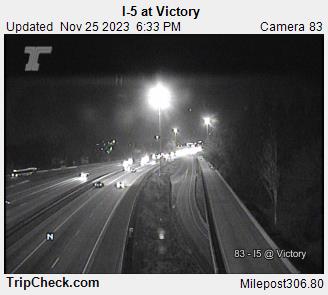 I-5 at Victory
Updated Nov 25 2023 6:33 PM Camera 83
T
N
83 - I5 @ Victory
TripCheck.com Milepost306.80